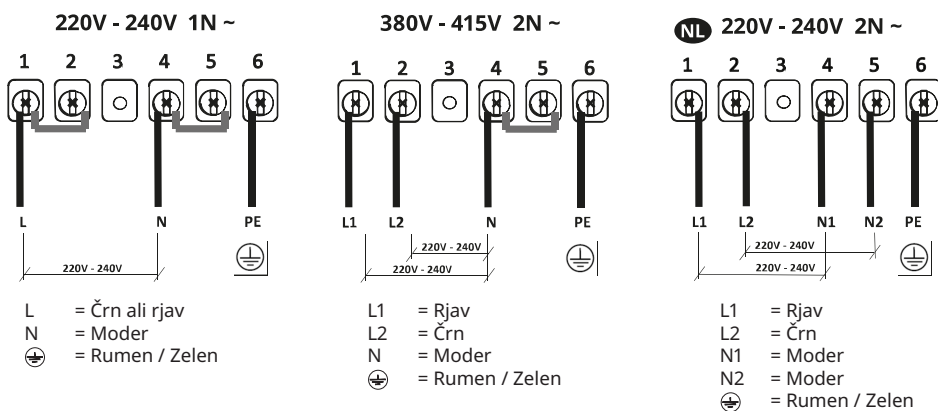 220V - 240V 1N ~
1 2 3 4 5 6
L N PE
220V - 240V
L = Črn ali rjav
N = Moder
= Rumen / Zelen
380V - 415V 2N ~
1 2 3 4 5 6
L1 L2 N PE
220V - 240V
220V - 240V
L1 = Rjav
L2 = Črn
N = Moder
= Rumen / Zelen
NL 220V - 240V 2N ~
1 2 3 4 5 6
L1 L2 N1 N2 PE
220V - 240V
220V - 240V
L1 = Rjav
L2 = Črn
N1 = Moder
N2 = Moder
= Rumen / Zelen